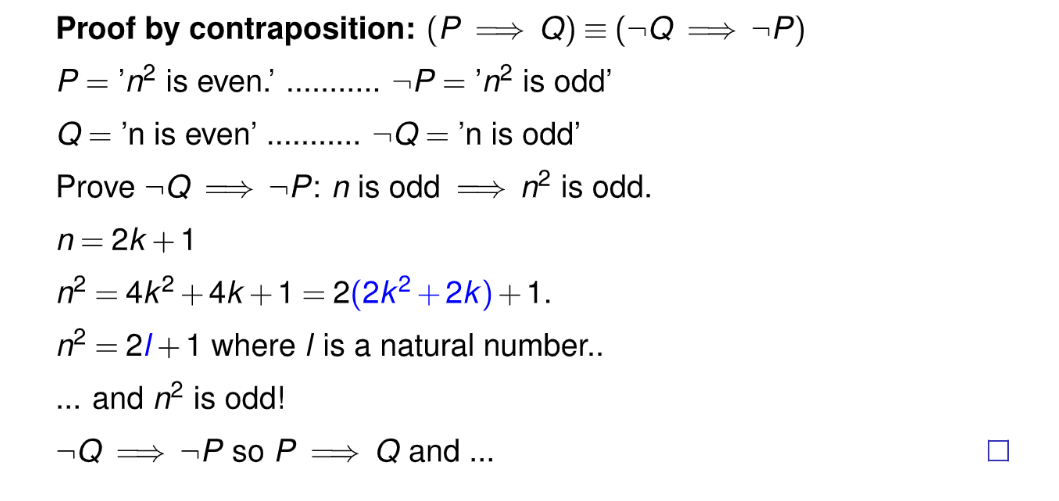 Proof by contraposition: (P ⟹ Q) ≡ (¬Q ⟹ ¬P)
P = 'n² is even.' ........... ¬P = 'n² is odd'
Q = 'n is even' ........... ¬Q = 'n is odd'
Prove ¬Q ⟹ ¬P: n is odd ⟹ n² is odd.
n = 2k + 1
n² = 4k² + 4k + 1 = 2(2k² + 2k) + 1.
n² = 2l + 1 where l is a natural number..
... and n² is odd!
¬Q ⟹ ¬P so P ⟹ Q and ... □